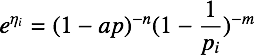 $e^{\eta_i} = (1 - ap)^{-n}(1 - \frac{1}{p_i})^{-m}$